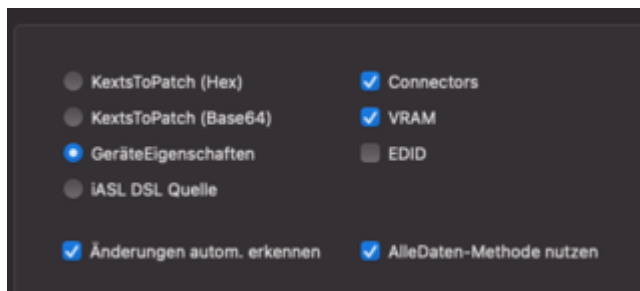 KextsToPatch (Hex)
Connectors
KextsToPatch (Base64)
VRAM
GeräteEigenschaften
EDID
iASL DSL Quelle
Änderungen autom. erkennen
AlleDaten-Methode nutzen